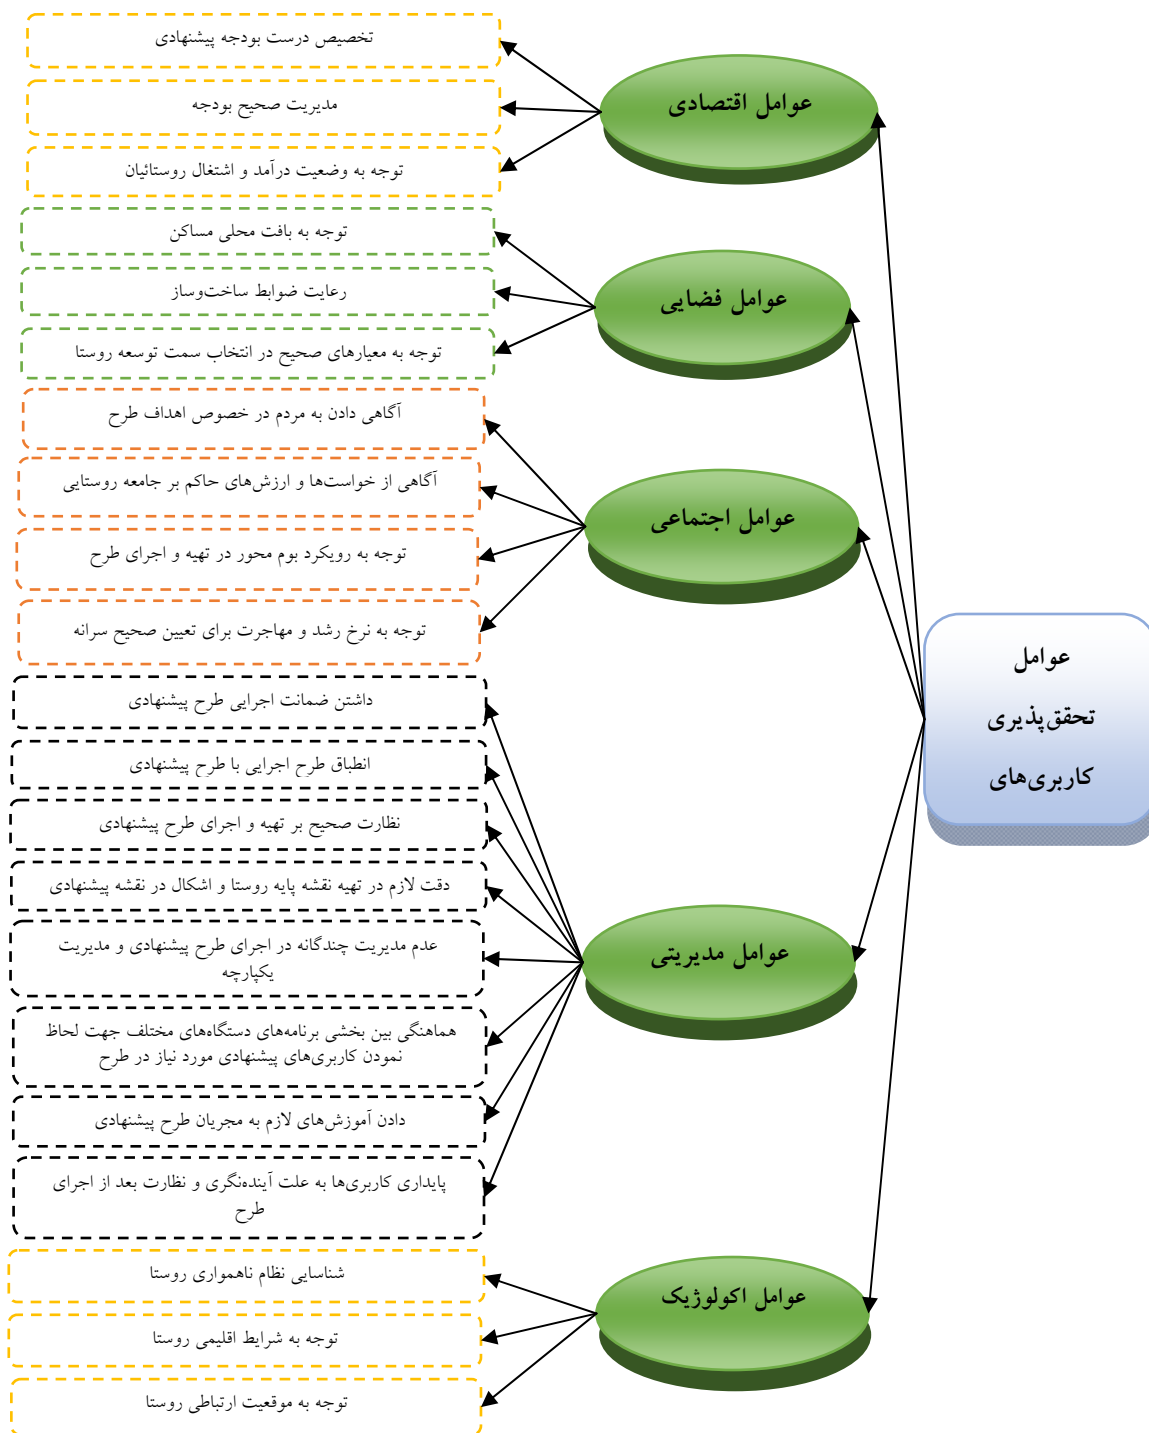 عوامل
تحقق‌پذیری
کاربری‌های
عوامل اقتصادی
تخصیص درست بودجه پیشنهادی
مدیریت صحیح بودجه
توجه به وضعیت درآمد و اشتغال روستائیان
عوامل فضایی
توجه به بافت محلی مساکن
رعایت ضوابط ساخت‌وساز
توجه به معیارهای صحیح در انتخاب سمت توسعه روستا
عوامل اجتماعی
آگاهی دادن به مردم در خصوص اهداف طرح
آگاهی از خواست‌ها و ارزش‌های حاکم بر جامعه روستایی
توجه به رویکرد بوم محور در تهیه و اجرای طرح
توجه به نرخ رشد و مهاجرت برای تعیین صحیح سرانه
عوامل مدیریتی
داشتن ضمانت اجرایی طرح پیشنهادی
انطباق طرح اجرایی با طرح پیشنهادی
نظارت صحیح بر تهیه و اجرای طرح پیشنهادی
دقت لازم در تهیه نقشه پایه روستا و اشکال در نقشه پیشنهادی
عدم مدیریت چندگانه در اجرای طرح پیشنهادی و مدیریت
یکپارچه
هماهنگی بین بخشی برنامه‌های دستگاه‌های مختلف جهت لحاظ
نمودن کاربری‌های پیشنهادی مورد نیاز در طرح
دادن آموزش‌های لازم به مجریان طرح پیشنهادی
پایداری کاربری‌ها به علت آینده‌نگری و نظارت بعد از اجرای
طرح
عوامل اکولوژیک
شناسایی نظام ناهمواری روستا
توجه به شرایط اقلیمی روستا
توجه به موقعیت ارتباطی روستا